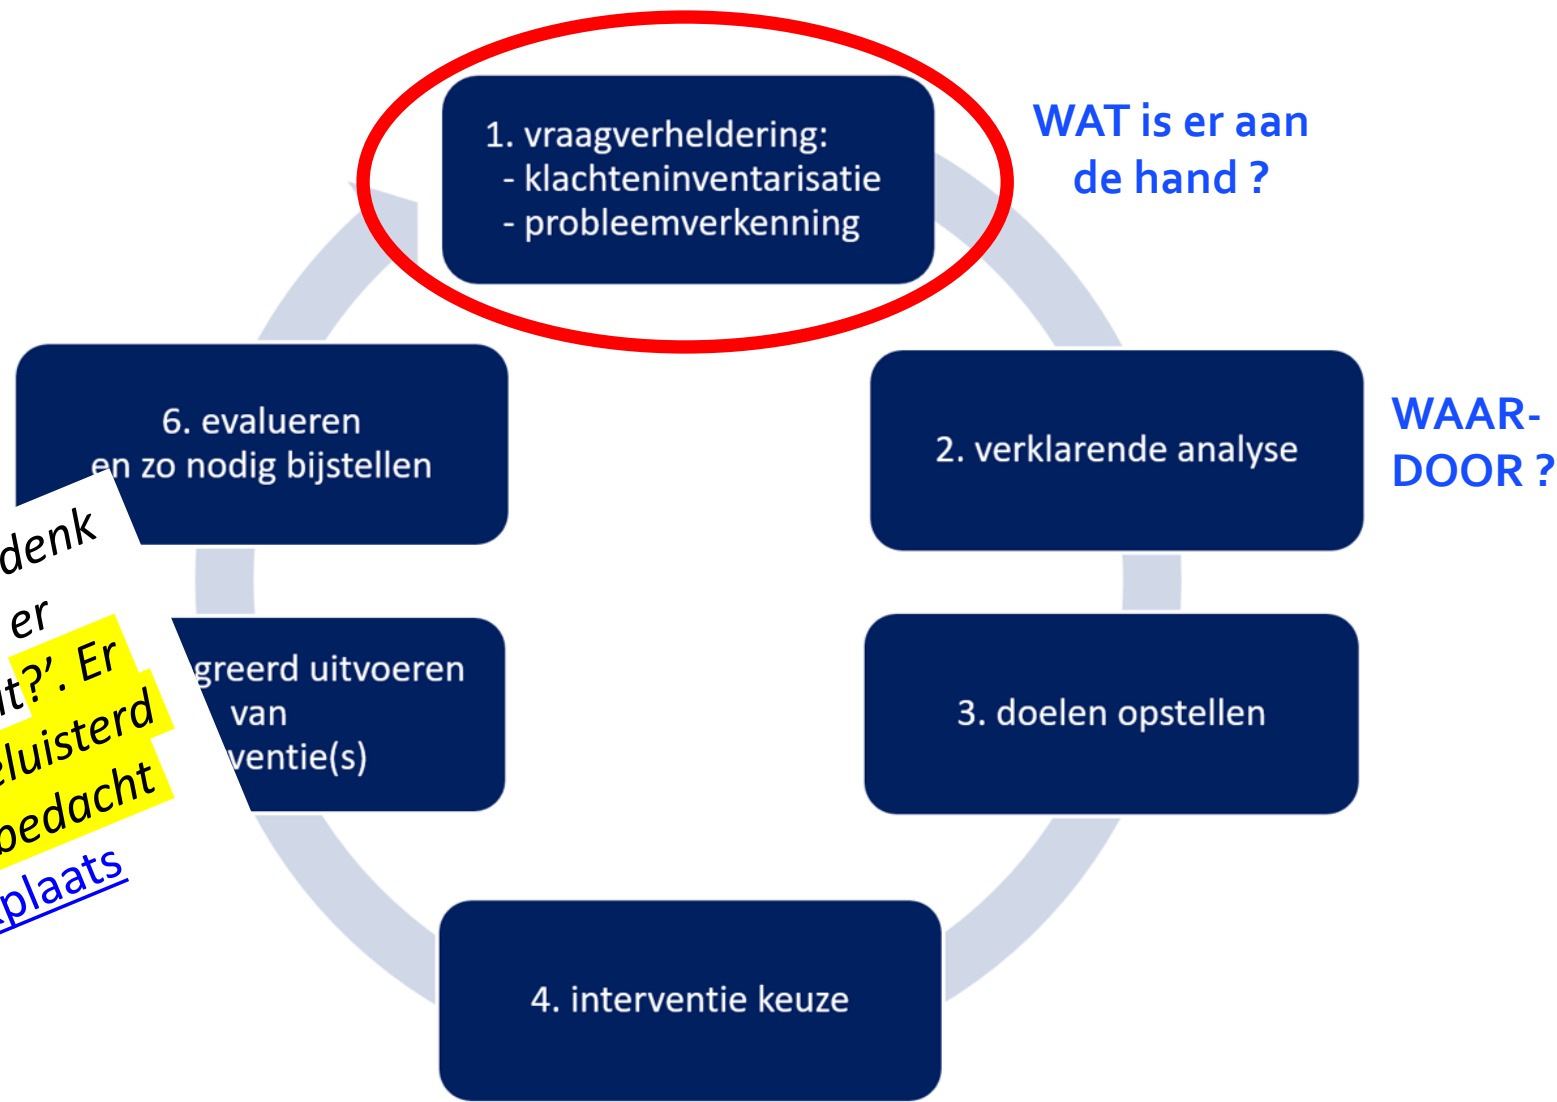 1. vraagverheldering:
- klachteninventarisatie
- probleemverkenning
WAT is er aan
de hand ?
2. verklarende analyse
WAAR-
DOOR ?
3. doelen opstellen
4. interventie keuze
greerd uitvoeren
van
ventie(s)
6. evalueren
en zo nodig bijstellen
denk
er
?’. Er
eluisterd
bedacht
plaats